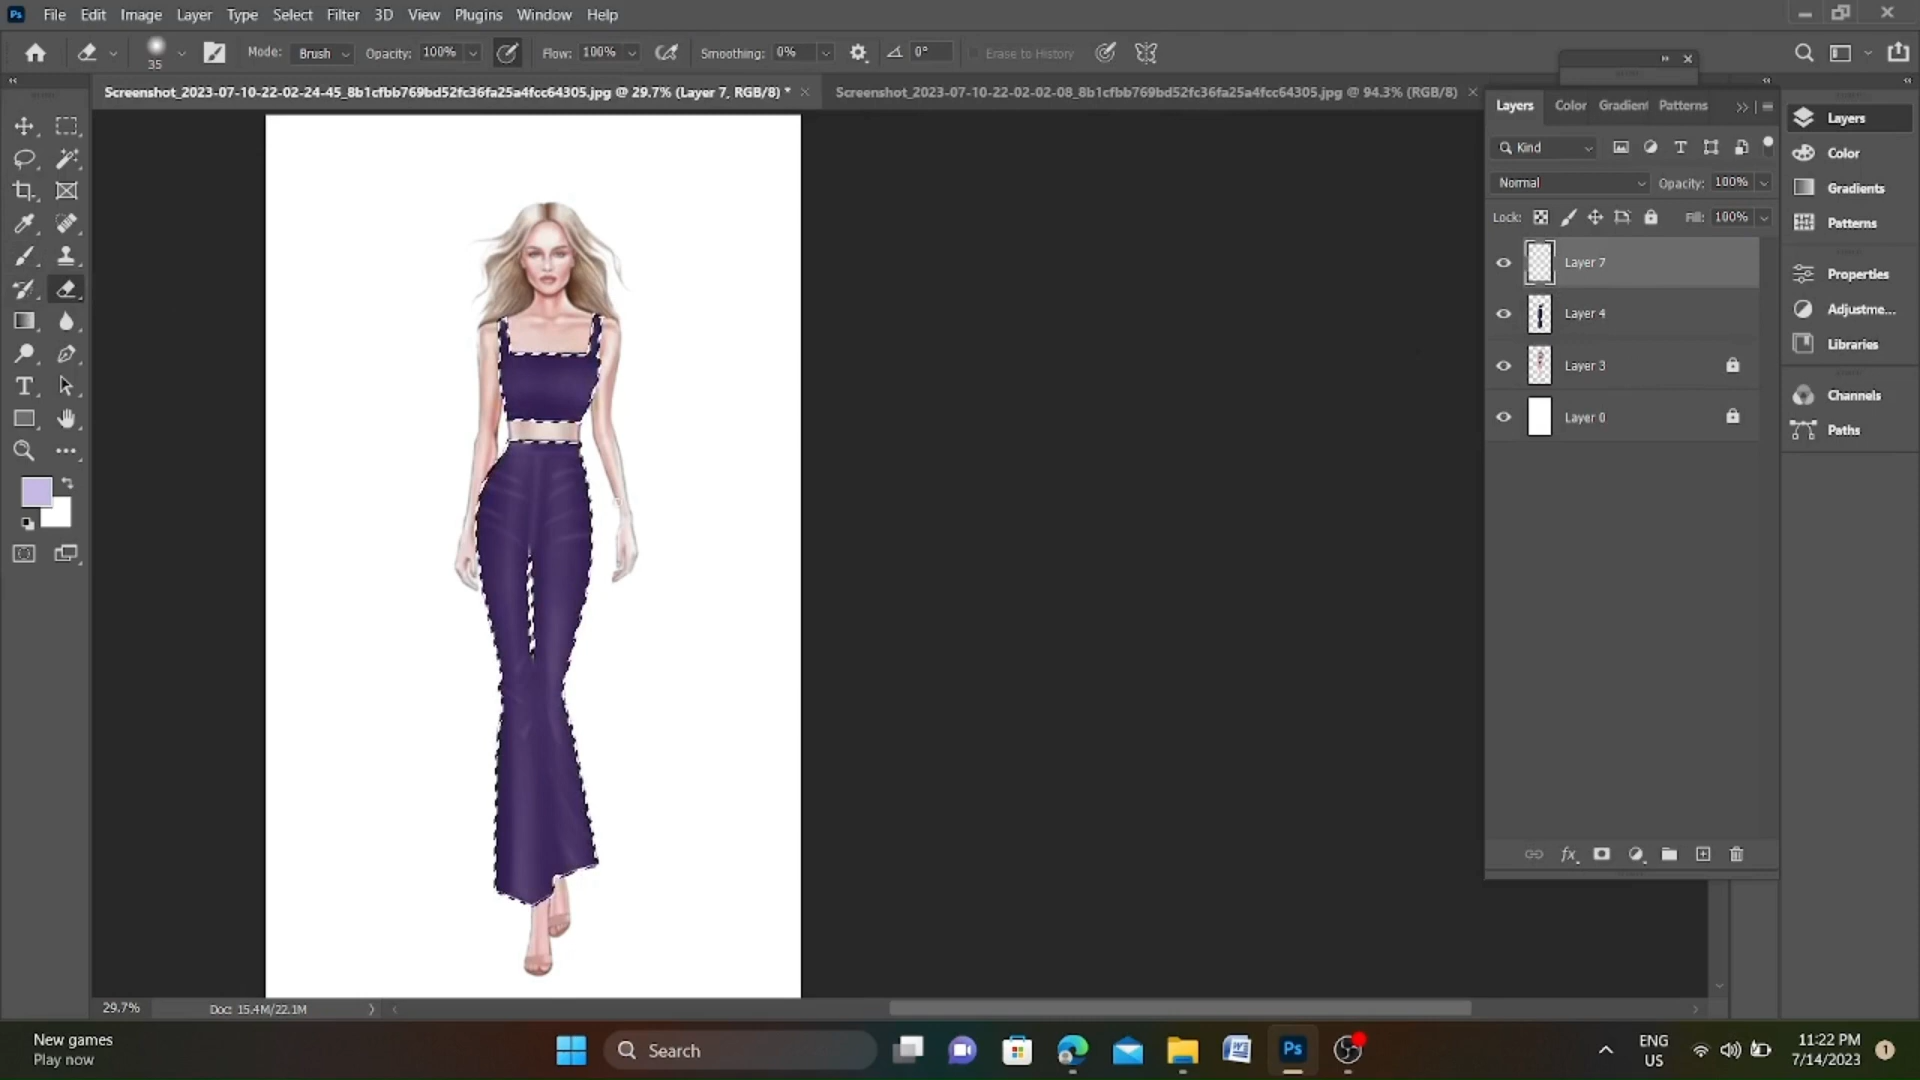 Ps File Edit Image Layer Type Select Filter 3D View Plugins Window Help
35 Mode: Brush Opacity: 100% Flow: 100% Smoothing: 0% 0° Erase to History
Screenshot_2023-07-10-22-02-24-45_8b1cfbb769bd52fc36fa25a4fcc64305.jpg @ 29.7% (Layer 7, RGB/8) *
Screenshot_2023-07-10-22-02-02-08_8b1cfbb769bd52fc36fa25a4fcc64305.jpg @ 94.3% (RGB/8)
Layers Color Gradient Patterns
Kind
Normal Opacity: 100%
Lock: Fill: 100%
Layer 7
Layer 4
Layer 3
Layer 0
fx
Layers
Color
Gradients
Patterns
Properties
Adjustme...
Libraries
Channels
Paths
29.7% Doc: 15.4M/22.1M
New games
Play now
Search
Ps
ENG
US
11:22 PM
7/14/2023
1